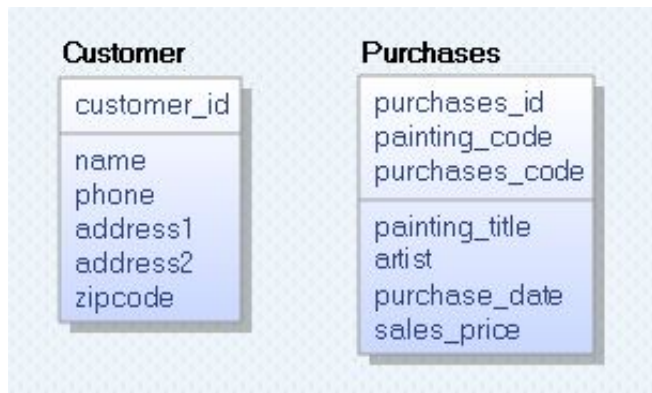 Customer
customer_id
name
phone
address1
address2
zipcode
Purchases
purchases_id
painting_code
purchases_code
painting_title
artist
purchase_date
sales_price